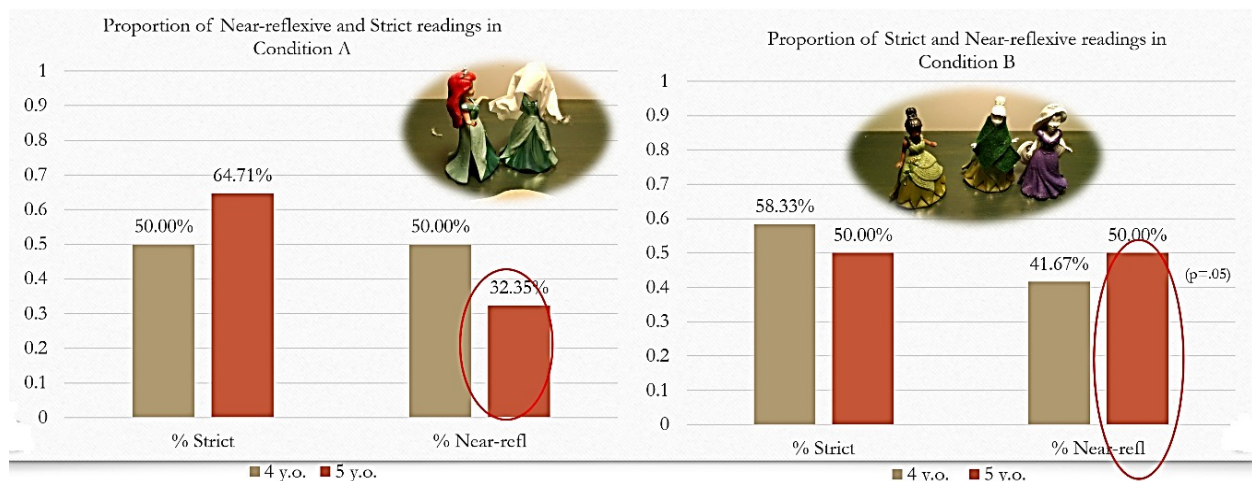 Proportion of Near-reflexive and Strict readings in
Condition A
1
0.9
0.8
0.7
0.6
0.5
0.4
0.3
0.2
0.1
0
50.00%
64.71%
50.00%
32.35%
% Strict
% Near-refl
4 y.o.
5 y.o.
Proportion of Strict and Near-reflexive readings in
Condition B
1
0.9
0.8
0.7
0.6
0.5
0.4
0.3
0.2
0.1
0
58.33%
50.00%
41.67%
50.00%
(p=.05)
% Strict
% Near-refl
4 y.o.
5 y.o.